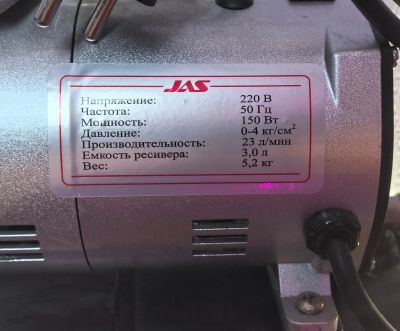 JAS
Напряжение: 220 В
Частота: 50 Гц
Мощность: 150 Вт
Давление: 0-4 кг/см²
Производительность: 23 л/мин
Емкость ресивера: 3,0 л
Вес: 5,2 кг